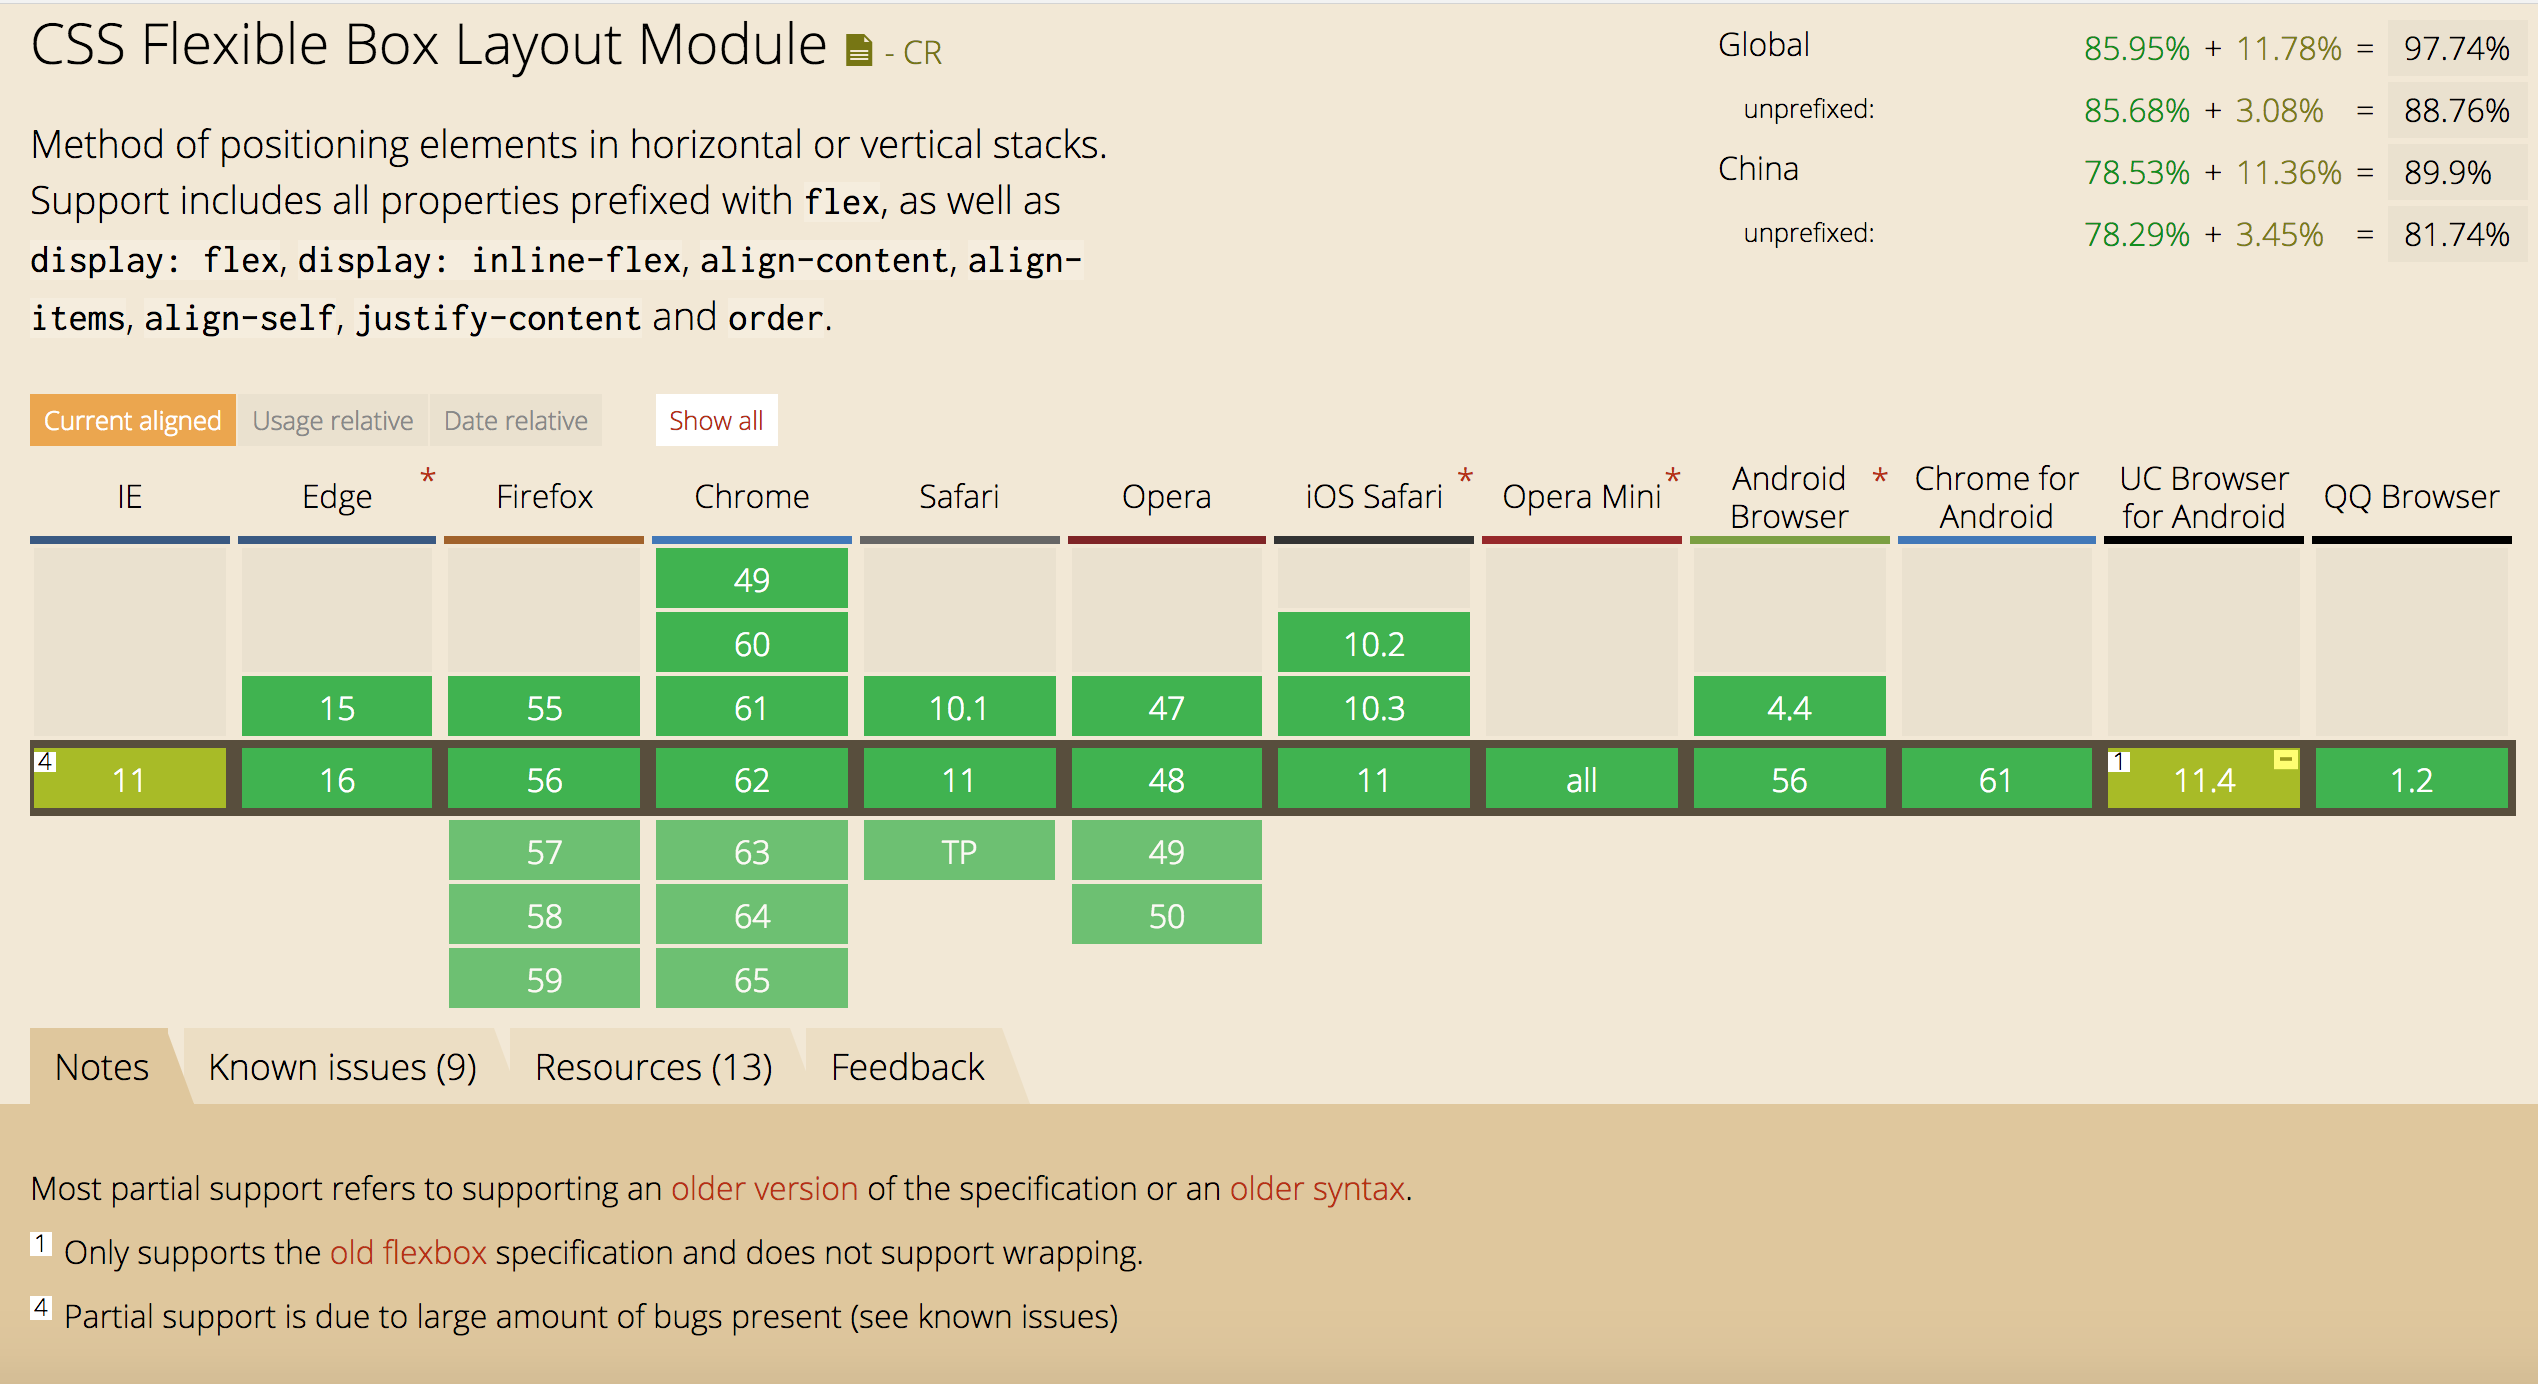 CSS Flexible Box Layout Module - CR
Global 85.95% + 11.78% = 97.74%
unprefixed: 85.68% + 3.08% = 88.76%
China 78.53% + 11.36% = 89.9%
unprefixed: 78.29% + 3.45% = 81.74%
Method of positioning elements in horizontal or vertical stacks.
Support includes all properties prefixed with flex, as well as
display: flex, display: inline-flex, align-content, align-
items, align-self, justify-content and order.
Current aligned Usage relative Date relative Show all
IE Edge * Firefox Chrome Safari Opera iOS Safari * Opera Mini * Android Browser * Chrome for Android UC Browser for Android QQ Browser
49
60 10.2
15 55 61 10.1 47 10.3 4.4
4 11 16 56 62 11 48 11 all 56 61 1 11.4 - 1.2
57 63 TP 49
58 64 50
59 65
Notes Known issues (9) Resources (13) Feedback
Most partial support refers to supporting an older version of the specification or an older syntax.
1 Only supports the old flexbox specification and does not support wrapping.
4 Partial support is due to large amount of bugs present (see known issues)